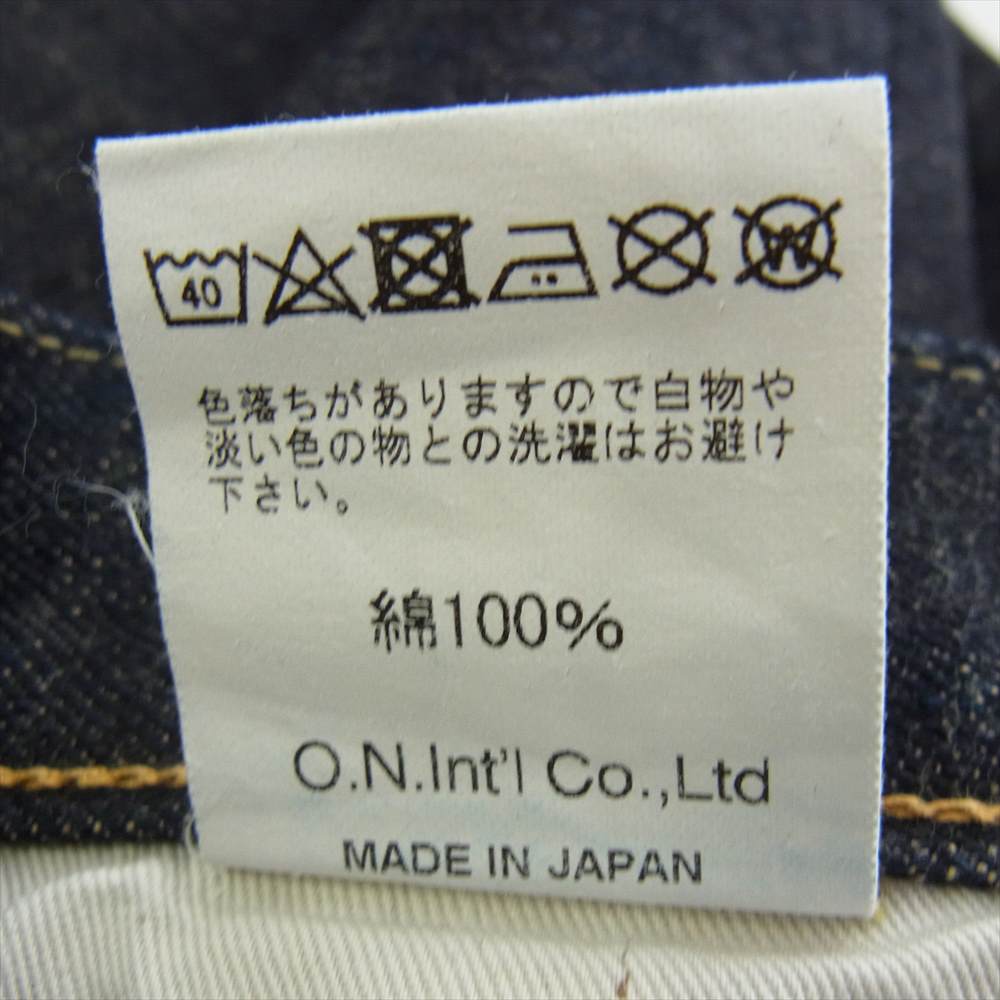 40
W
色落ちがありますので白物や
淡い色の物との洗濯はお避け
下さい。
綿100%
O.N.Int'l Co.,Ltd
MADE IN JAPAN